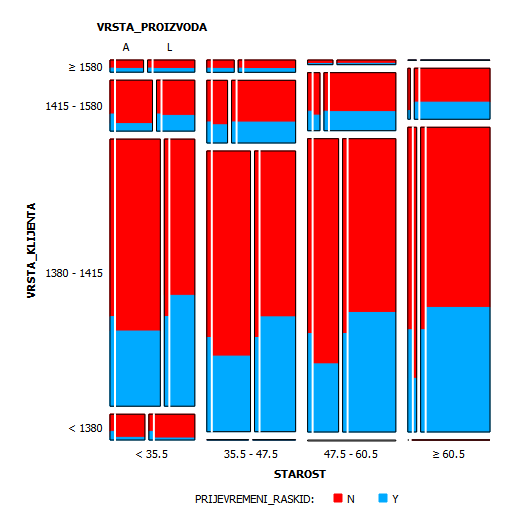 VRSTA_PROIZVODA
A L
≥ 1580
1415 - 1580
1380 - 1415
< 1380
VRSTA_KLIJENTA
< 35.5 35.5 - 47.5 47.5 - 60.5 ≥ 60.5
STAROST
PRIJEVREMENI_RASKID: N Y